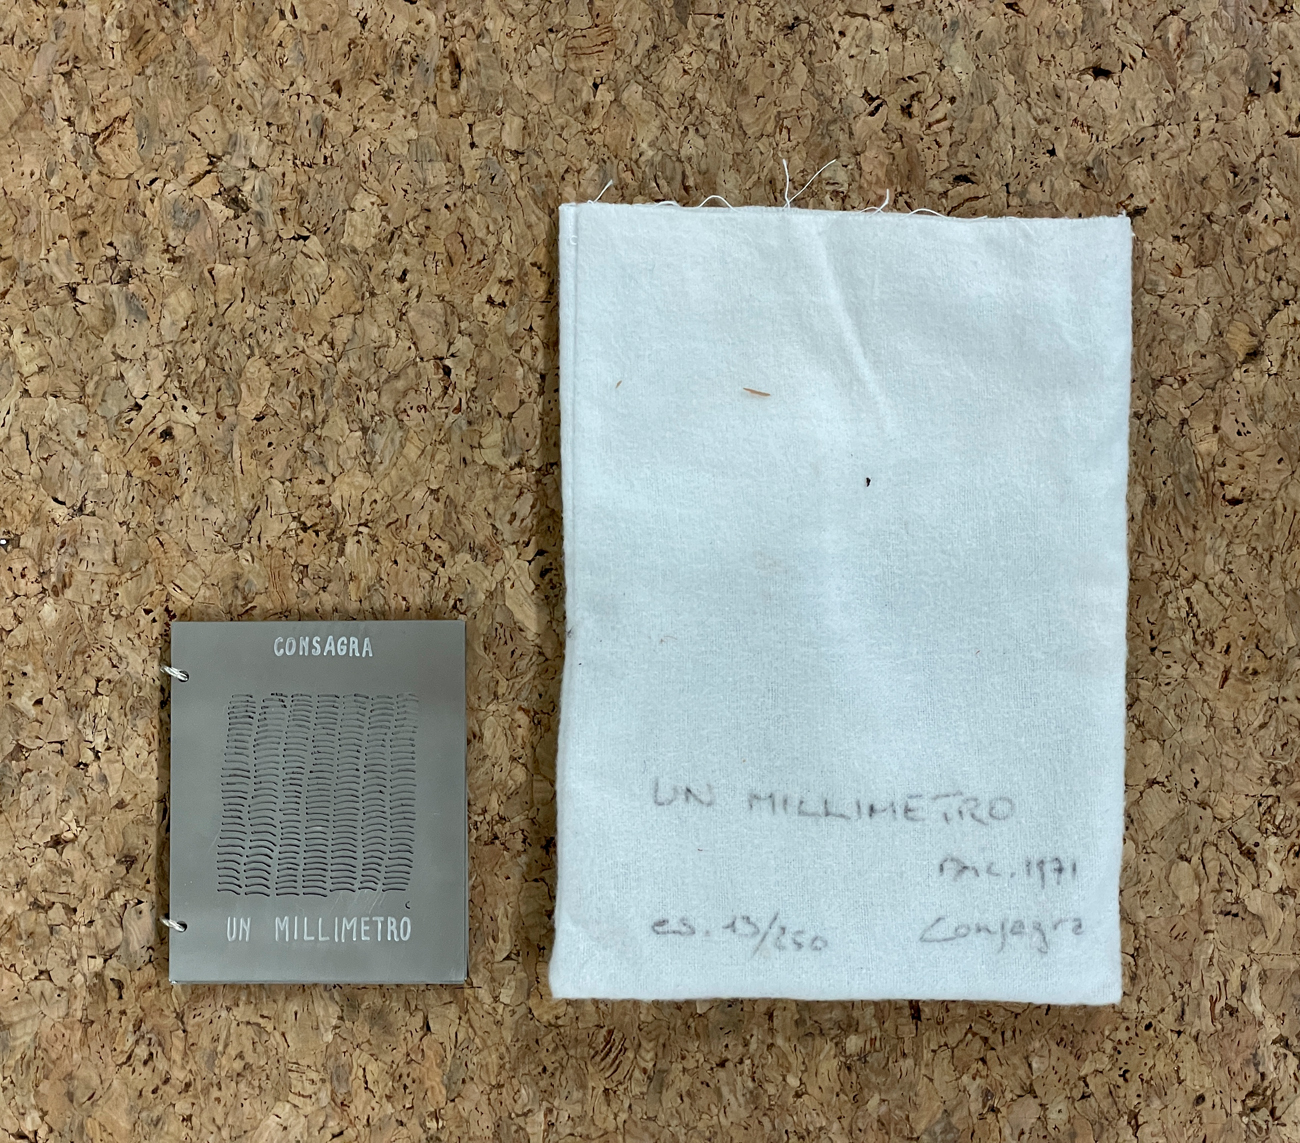 CONSAGRA
c
UN MILLIMETRO
UN MILLIMETRO
Dic. 1971
es. 13/250 Consagra